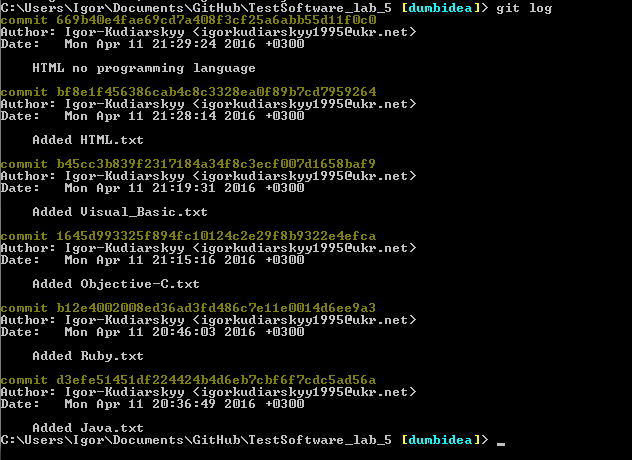 C:\Users\Igor\Documents\GitHub\TestSoftware_lab_5 [dumbidea]> git log
commit 669b40e4fae69cd7a408f3cf25a6abb55d11f0c0
Author: Igor-Kudiarskyy <igorkudiarskyy1995@ukr.net>
Date:   Mon Apr 11 21:29:24 2016 +0300
    HTML no programming language
commit bf8e1f456386cab4c8c3328ea0f89b7cd7959264
Author: Igor-Kudiarskyy <igorkudiarskyy1995@ukr.net>
Date:   Mon Apr 11 21:28:14 2016 +0300
    Added HTML.txt
commit b45cc3b839f2317184a34f8c3ecf007d1658baf9
Author: Igor-Kudiarskyy <igorkudiarskyy1995@ukr.net>
Date:   Mon Apr 11 21:19:31 2016 +0300
    Added Visual_Basic.txt
commit 1645d993325f894fc10124c2e29f8b9322e4efca
Author: Igor-Kudiarskyy <igorkudiarskyy1995@ukr.net>
Date:   Mon Apr 11 21:15:16 2016 +0300
    Added Objective-C.txt
commit b12e4002008ed36ad3fd486c7e11e0014d6ee9a3
Author: Igor-Kudiarskyy <igorkudiarskyy1995@ukr.net>
Date:   Mon Apr 11 20:46:03 2016 +0300
    Added Ruby.txt
commit d3efe51451df224424b4d6eb7cbf6f7cdc5ad56a
Author: Igor-Kudiarskyy <igorkudiarskyy1995@ukr.net>
Date:   Mon Apr 11 20:36:49 2016 +0300
    Added Java.txt
C:\Users\Igor\Documents\GitHub\TestSoftware_lab_5 [dumbidea]> _